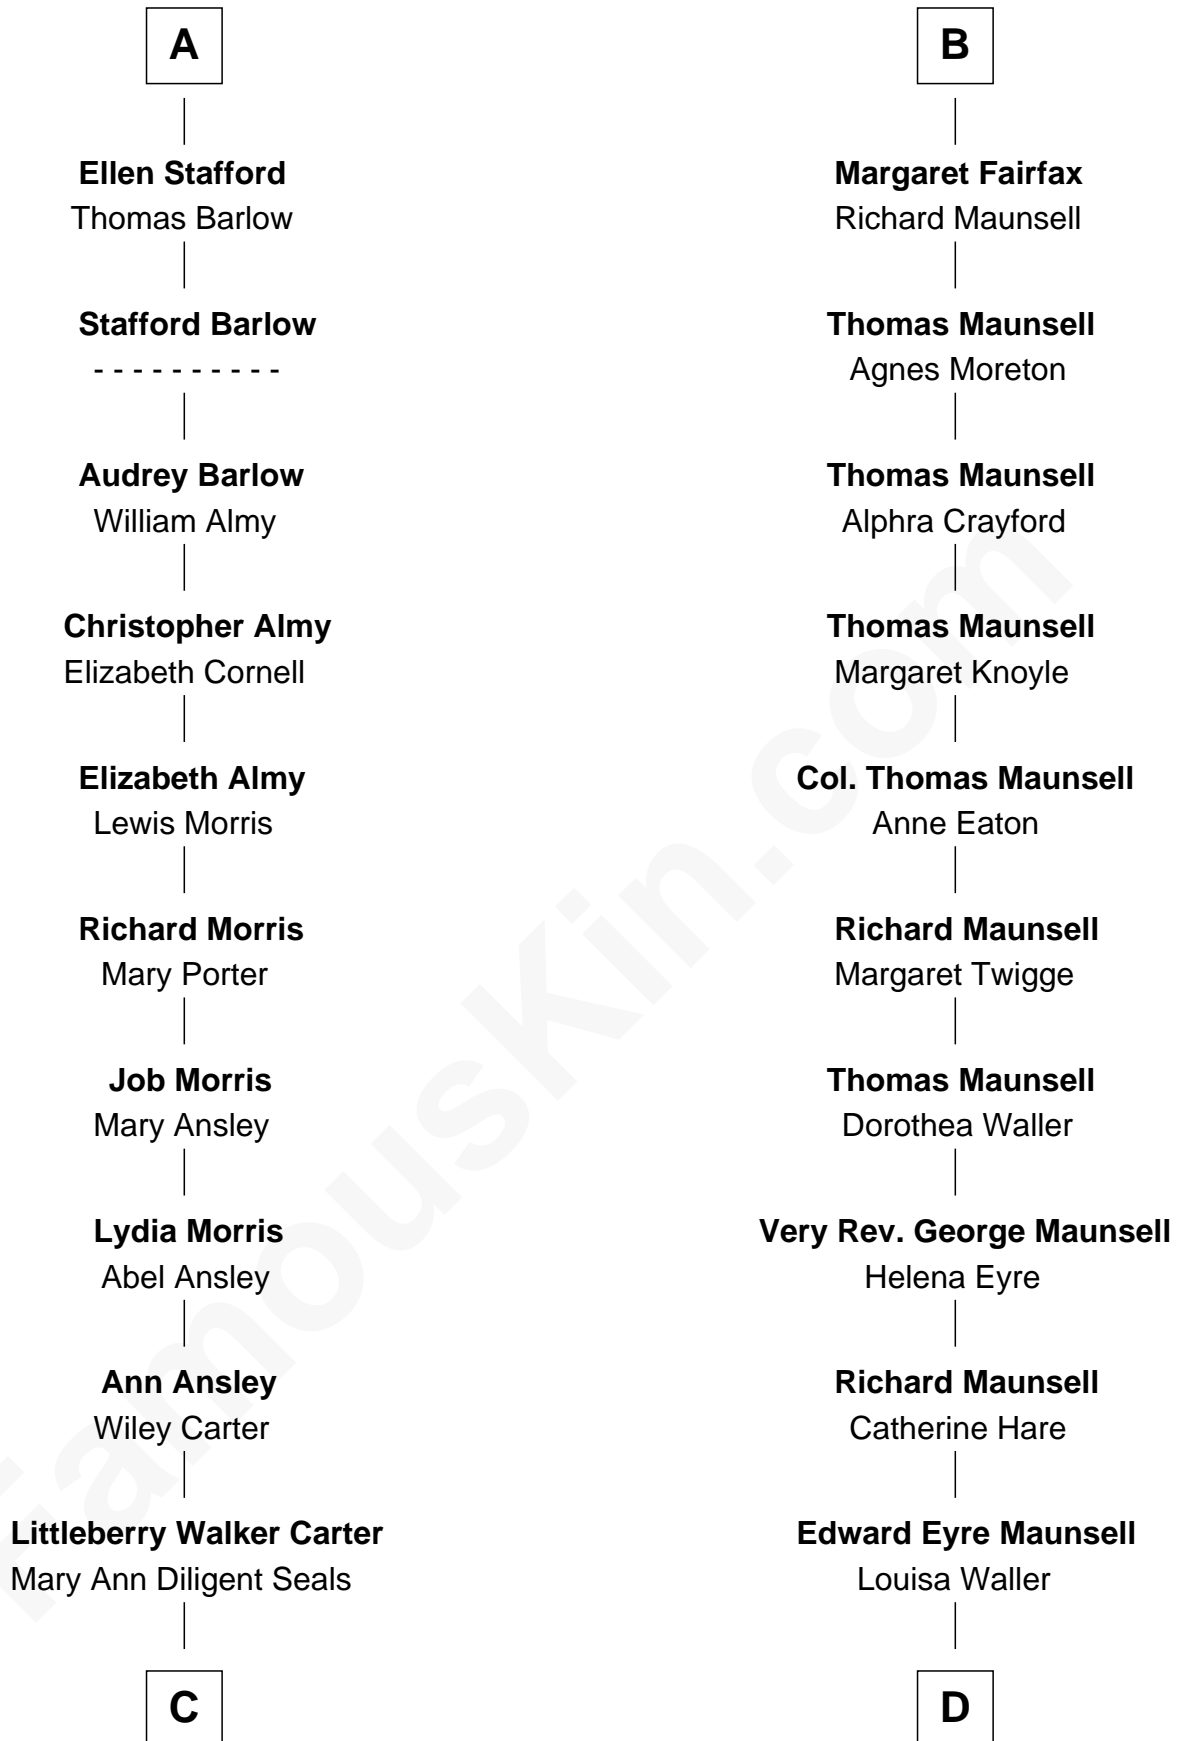 A
Ellen Stafford
Thomas Barlow
Stafford Barlow
- - - - - - - - - -
Audrey Barlow
William Almy
Christopher Almy
Elizabeth Cornell
Elizabeth Almy
Lewis Morris
Richard Morris
Mary Porter
Job Morris
Mary Ansley
Lydia Morris
Abel Ansley
Ann Ansley
Wiley Carter
Littleberry Walker Carter
Mary Ann Diligent Seals
C
B
Margaret Fairfax
Richard Maunsell
Thomas Maunsell
Agnes Moreton
Thomas Maunsell
Alphra Crayford
Thomas Maunsell
Margaret Knoyle
Col. Thomas Maunsell
Anne Eaton
Richard Maunsell
Margaret Twigge
Thomas Maunsell
Dorothea Waller
Very Rev. George Maunsell
Helena Eyre
Richard Maunsell
Catherine Hare
Edward Eyre Maunsell
Louisa Waller
D
FamousKin.com